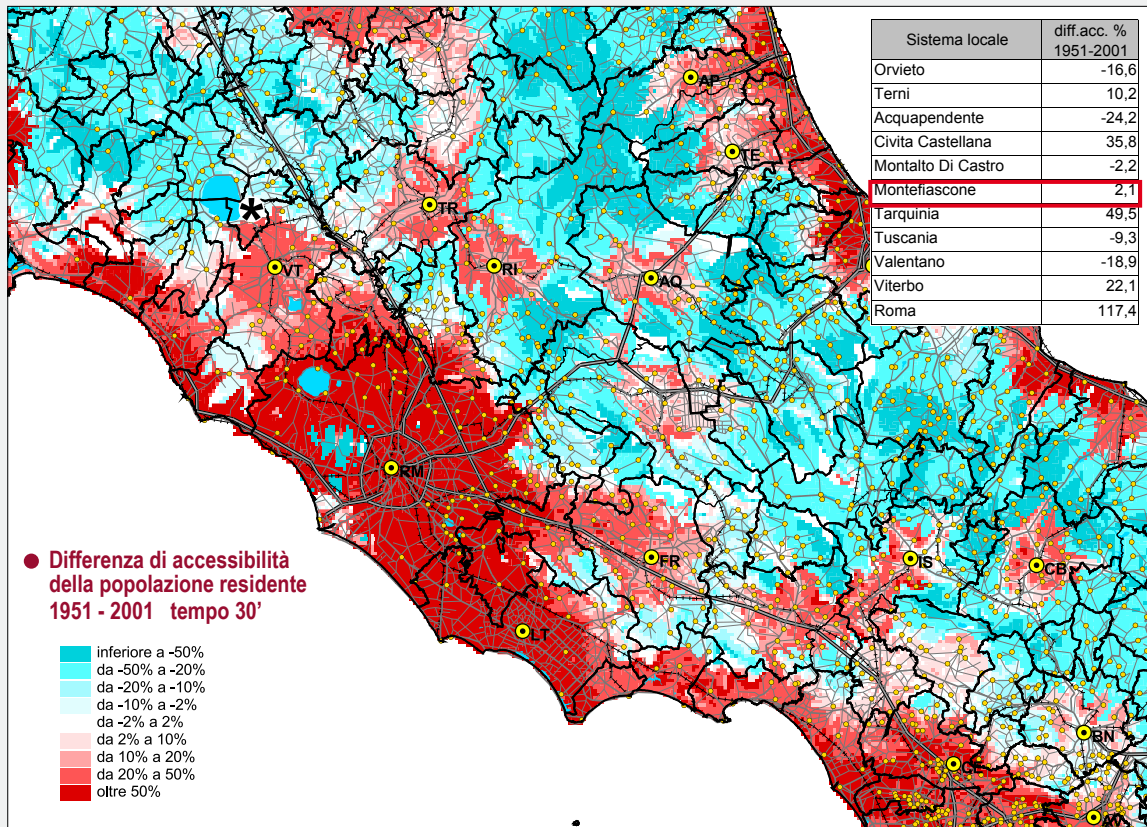 Sistema locale diff.acc. % 1951-2001
Orvieto -16,6
Terni 10,2
Acquapendente -24,2
Civita Castellana 35,8
Montalto Di Castro -2,2
Montefiascone 2,1
Tarquinia 49,5
Tuscania -9,3
Valentano -18,9
Viterbo 22,1
Roma 117,4
AP
TE
TR
*
VT
RI
AQ
RM
FR
IS
CB
LT
BN
CE
AV
● Differenza di accessibilità
della popolazione residente
1951 - 2001 tempo 30'
inferiore a -50%
da -50% a -20%
da -20% a -10%
da -10% a -2%
da -2% a 2%
da 2% a 10%
da 10% a 20%
da 20% a 50%
oltre 50%